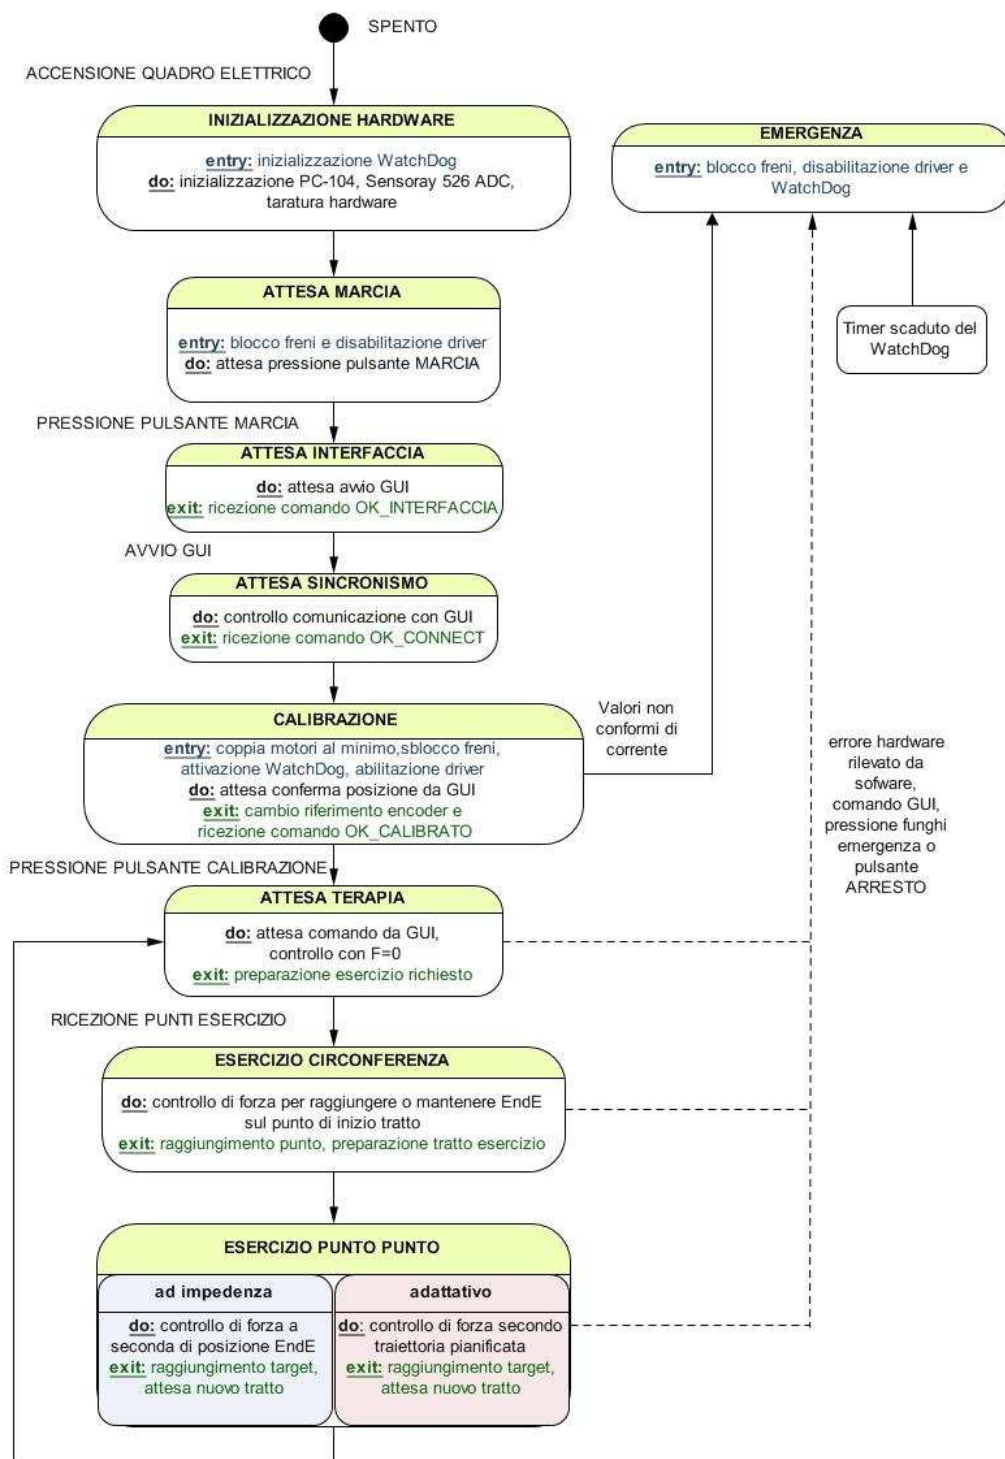 SPENTO
ACCENSIONE QUADRO ELETTRICO
INIZIALIZZAZIONE HARDWARE
entry: inizializzazione WatchDog
do: inizializzazione PC-104, Sensoray 526 ADC,
taratura hardware
EMERGENZA
entry: blocco freni, disabilitazione driver e
WatchDog
ATTESA MARCIA
entry: blocco freni e disabilitazione driver
do: attesa pressione pulsante MARCIA
Timer scaduto del
WatchDog
PRESSIONE PULSANTE MARCIA
ATTESA INTERFACCIA
do: attesa avvio GUI
exit: ricezione comando OK_INTERFACCIA
AVVIO GUI
ATTESA SINCRONISMO
do: controllo comunicazione con GUI
exit: ricezione comando OK_CONNECT
CALIBRAZIONE
entry: coppia motori al minimo,sblocco freni,
attivazione WatchDog, abilitazione driver
do: attesa conferma posizione da GUI
exit: cambio riferimento encoder e
ricezione comando OK_CALIBRATO
Valori non
conformi di
corrente
errore hardware
rilevato da
sofware,
comando GUI,
pressione funghi
emergenza o
pulsante
ARRESTO
PRESSIONE PULSANTE CALIBRAZIONE
ATTESA TERAPIA
do: attesa comando da GUI,
controllo con F=0
exit: preparazione esercizio richiesto
RICEZIONE PUNTI ESERCIZIO
ESERCIZIO CIRCONFERENZA
do: controllo di forza per raggiungere o mantenere EndE
sul punto di inizio tratto
exit: raggiungimento punto, preparazione tratto esercizio
ESERCIZIO PUNTO PUNTO
ad impedenza
do: controllo di forza a
seconda di posizione EndE
exit: raggiungimento target,
attesa nuovo tratto
adattativo
do: controllo di forza secondo
traiettoria pianificata
exit: raggiungimento target,
attesa nuovo tratto